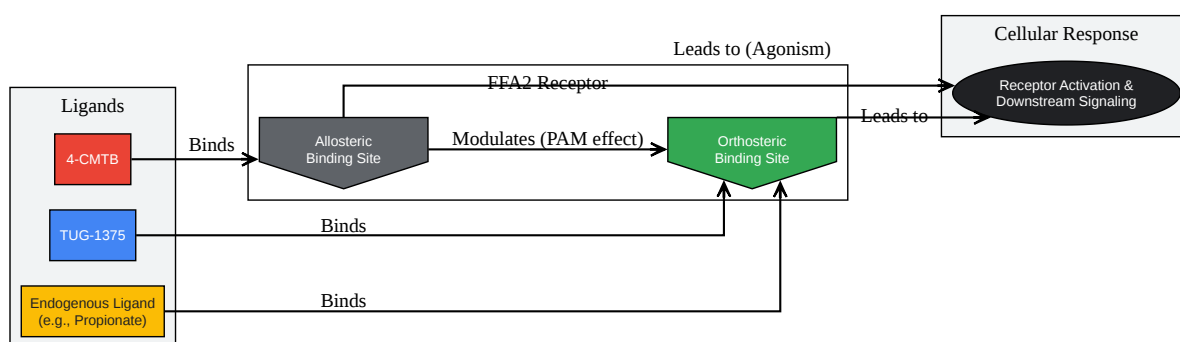 Cellular Response
Leads to (Agonism)
Receptor Activation &
Downstream Signaling
FFA2 Receptor
Ligands
Leads to
4-CMTB
Binds
Allosteric
Binding Site
Modulates (PAM effect)
Orthosteric
Binding Site
TUG-1375
Binds
Endogenous Ligand
(e.g., Propionate)
Binds